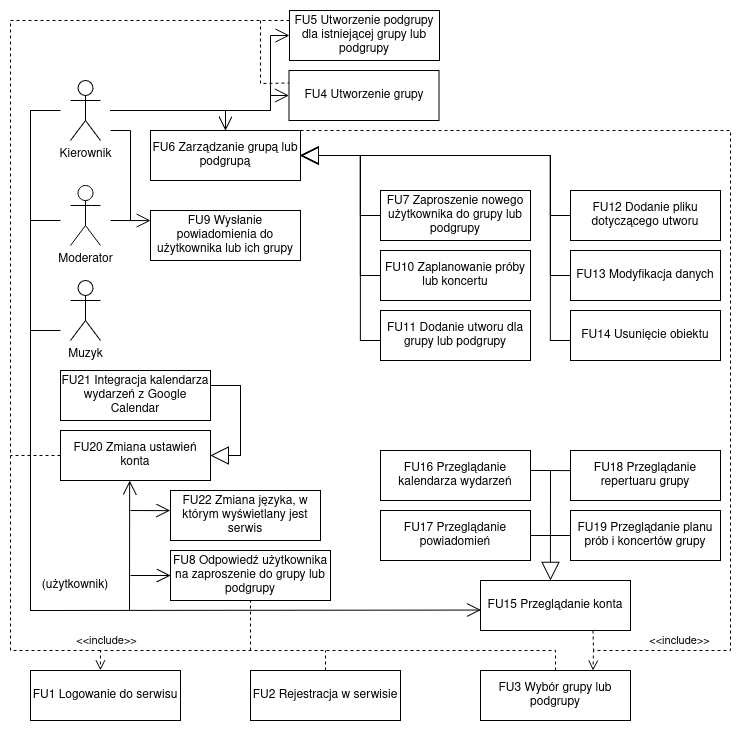 FU5 Utworzenie podgrupy
dla istniejącej grupy lub
podgrupy
FU4 Utworzenie grupy
Kierownik
FU6 Zarządzanie grupą lub
podgrupą
FU7 Zaproszenie nowego
użytkownika do grupy lub
podgrupy
FU12 Dodanie pliku
dotyczącego utworu
FU9 Wysłanie
powiadomienia do
użytkownika lub ich grupy
Moderator
FU10 Zaplanowanie próby
lub koncertu
FU13 Modyfikacja danych
FU11 Dodanie utworu dla
grupy lub podgrupy
FU14 Usunięcie obiektu
Muzyk
FU21 Integracja kalendarza
wydarzeń z Google
Calendar
FU20 Zmiana ustawień
konta
FU16 Przeglądanie
kalendarza wydarzeń
FU18 Przeglądanie
repertuaru grupy
FU22 Zmiana języka, w
którym wyświetlany jest
serwis
FU17 Przeglądanie
powiadomień
FU19 Przeglądanie planu
prób i koncertów grupy
FU8 Odpowiedź użytkownika
na zaproszenie do grupy lub
podgrupy
(użytkownik)
FU15 Przeglądanie konta
<<include>>
<<include>>
FU1 Logowanie do serwisu
FU2 Rejestracja w serwisie
FU3 Wybór grupy lub
podgrupy